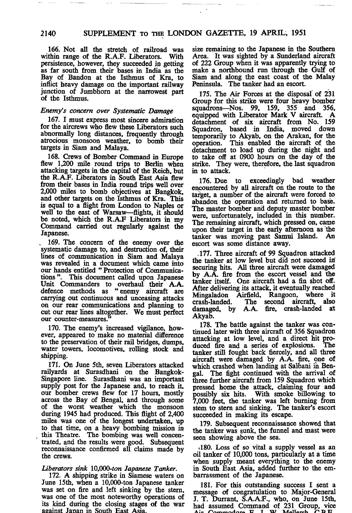 2140 SUPPLEMENT TO THE LONDON GAZETTE, 19 APRIL, 1951
166. Not all the stretch of railroad was
within range of the R.A.F. Liberators. With
persistence, however, they succeeded in getting
as far south from their bases in India as the
Bay of Bandon at the Isthmus of Kra, to
inflict heavy damage on the important railway
junction of Jumbhorn at the narrowest part
of the Isthmus.
Enemy's concern over Systematic Damage
167. I must express most sincere admiration
for the aircrews who flew these Liberators such
abnormally long distances, frequently through
atrocious monsoon weather, to bomb their
targets in Siam and Malaya.
168. Crews of Bomber Command in Europe
flew 1,200 mile round trips to Berlin when
attacking targets in the capital of the Reich, but
the R.A.F. Liberators in South East Asia flew
from their bases in India round trips well over
2,000 miles to bomb objectives at Bangkok,
and other targets on the Isthmus of Kra. This
is equal to a flight from London to Naples or
well to the east of Warsaw—flights, it should
be noted, which the R.A.F Liberators in my
Command carried out regularly against the
Japanese.
169. The concern of the enemy over the
systematic damage to, and destruction of, their
lines of communication in Siam and Malaya
was revealed in a document which came into
our hands entitled "Protection of Communica-
tions". This document called upon Japanese
Unit Commanders to overhaul their A.A.
defence methods as "enemy aircraft are
carrying out continuous and unceasing attacks
on our rear communications and planning to
cut our rear lines altogether. We must perfect
our counter-measures."
170. The enemy's increased vigilance, how-
ever, appeared to make no material difference
to the preservation of their rail bridges, dumps,
water towers, locomotives, rolling stock and
shipping.
171. On June 5th, seven Liberators attacked
railyards at Surasdhani on the Bangkok-
Singapore line. Surasdhani was an important
supply post for the Japanese and, to reach it,
our bomber crews flew for 17 hours, mostly
across the Bay of Bengal, and through some
of the worst weather which the monsoon
during 1945 had produced. This flight of 2,400
miles was one of the longest undertaken, up
to that time, on a heavy bombing mission in
this Theatre. The bombing was well concen-
trated, and the results were good. Subsequent
reconnaissance confirmed all claims made by
the crews.
Liberators sink 10,000-ton Japanese Tanker.
172. A shipping strike in Siamese waters on
June 15th, when a 10,000-ton Japanese tanker
was set on fire and left sinking by the stern,
was one of the most noteworthy operations of
its kind during the closing stages of the war
against Japan in South East Asia.
size remaining to the Japanese in the Southern
Area. It was sighted by a Sunderland aircraft
of 222 Group when it was apparently trying to
make a northbound run through the Gulf of
Siam and along the east coast of the Malay
Peninsula. The tanker had an escort.
175. The Air Forces at the disposal of 231
Group for this strike were four heavy bomber
squadrons—Nos. 99, 159, 355 and 356,
equipped with Liberator Mark V aircraft. A
detachment of six aircraft from No. 159
Squadron, based in India, moved down
temporarily to Akyab, on the Arakan, for the
operation. This enabled the aircraft of the
detachment to load up during the night and
to take off at 0900 hours on the day of the
strike. They were, therefore, the last squadron
in to attack.
176. Due to exceedingly bad weather
encountered by all aircraft on the route to the
target, a number of aircraft were forced to
abandon the operation and returned to base.
The master bomber and deputy master bomber
were, unfortunately, included in this number.
The remaining aircraft, which pressed on, came
upon their target in the early afternoon as the
tanker was moving past Samui Island. An
escort was some distance away.
177. Three aircraft of 99 Squadron attacked
the tanker at low level but did not succeed in
securing hits. All three aircraft were damaged
by A.A. fire from the escort vessel and the
tanker itself. One aircraft had a fin shot off.
After delivering its attack, it eventually reached
Mingaladon Airfield, Rangoon, where it
crash-landed. The second aircraft, also
damaged, by A.A. fire, crash-landed at
Akyab.
178. The battle against the tanker was con-
tinued later with three aircraft of 356 Squadron
attacking at low level, and a direct hit pro-
duced fire and a series of explosions. The
tanker still fought back fiercely, and all three
aircraft were damaged by A.A. fire, one of
which crashed when landing at Salbani in Ben-
gal. The fight continued with the arrival of
three further aircraft from 159 Squadron which
pressed home the attack, claiming four and
possibly six hits. With smoke billowing to
7,000 feet, the tanker was left burning from
stem to stern and sinking. The tanker's escort
succeeded in making its escape.
179. Subsequent reconnaissance showed that
the tanker was sunk, the funnel and mast were
seen showing above the sea.
180. Loss of so vital a supply vessel as an
oil tanker of 10,000 tons, particularly at a time
when supply meant everything to the enemy
in South East Asia, added further to the em-
barrassment of the Japanese.
181. For this outstanding success I sent a
message of congratulation to Major-General
J. T. Durrant, S.A.A.F., who, on June 15th,
had assumed Command of 231 Group, vice